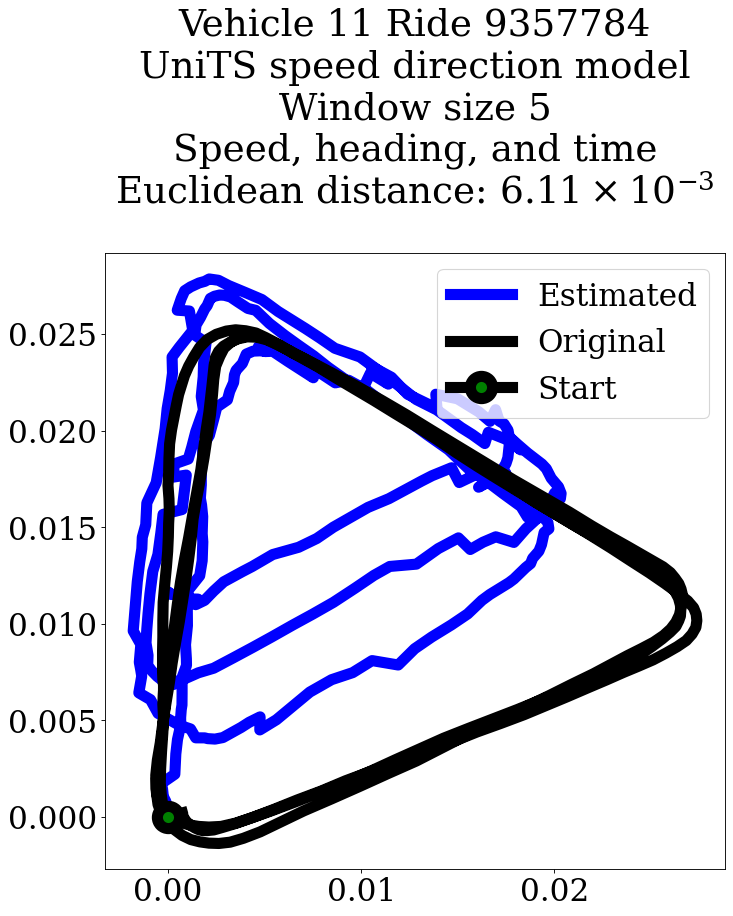 Vehicle 11 Ride 9357784
UniTS speed direction model
Window size 5
Speed, heading, and time
Euclidean distance: 6.11 × 10⁻³
Estimated
Original
Start
0.025
0.020
0.015
0.010
0.005
0.000
0.00 0.01 0.02